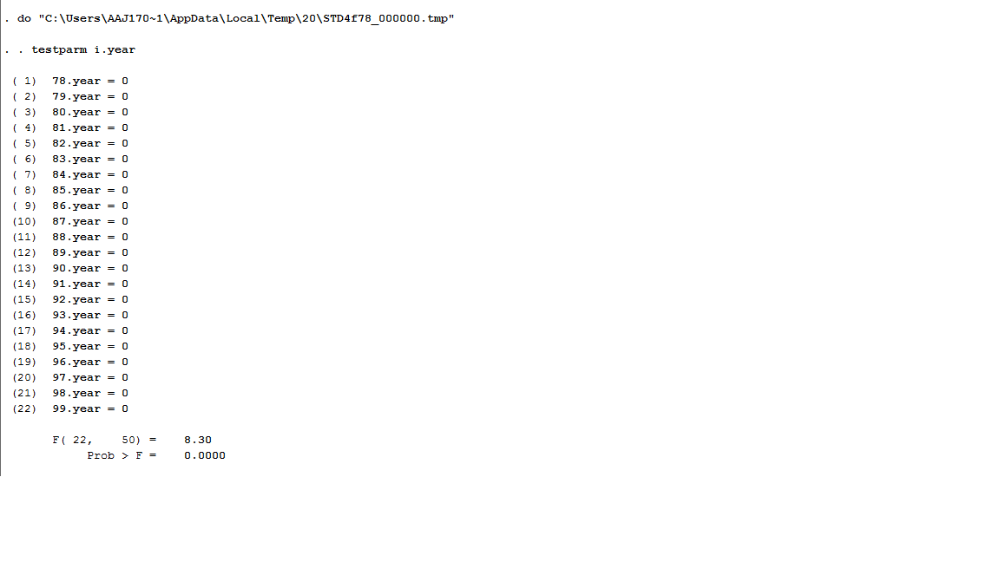 . do "C:\Users\AAJ170~1\AppData\Local\Temp\20\STD4f78_000000.tmp"
. . testparm i.year
( 1)  78.year = 0
( 2)  79.year = 0
( 3)  80.year = 0
( 4)  81.year = 0
( 5)  82.year = 0
( 6)  83.year = 0
( 7)  84.year = 0
( 8)  85.year = 0
( 9)  86.year = 0
(10)  87.year = 0
(11)  88.year = 0
(12)  89.year = 0
(13)  90.year = 0
(14)  91.year = 0
(15)  92.year = 0
(16)  93.year = 0
(17)  94.year = 0
(18)  95.year = 0
(19)  96.year = 0
(20)  97.year = 0
(21)  98.year = 0
(22)  99.year = 0
F( 22,    50) =    8.30
Prob > F =    0.0000